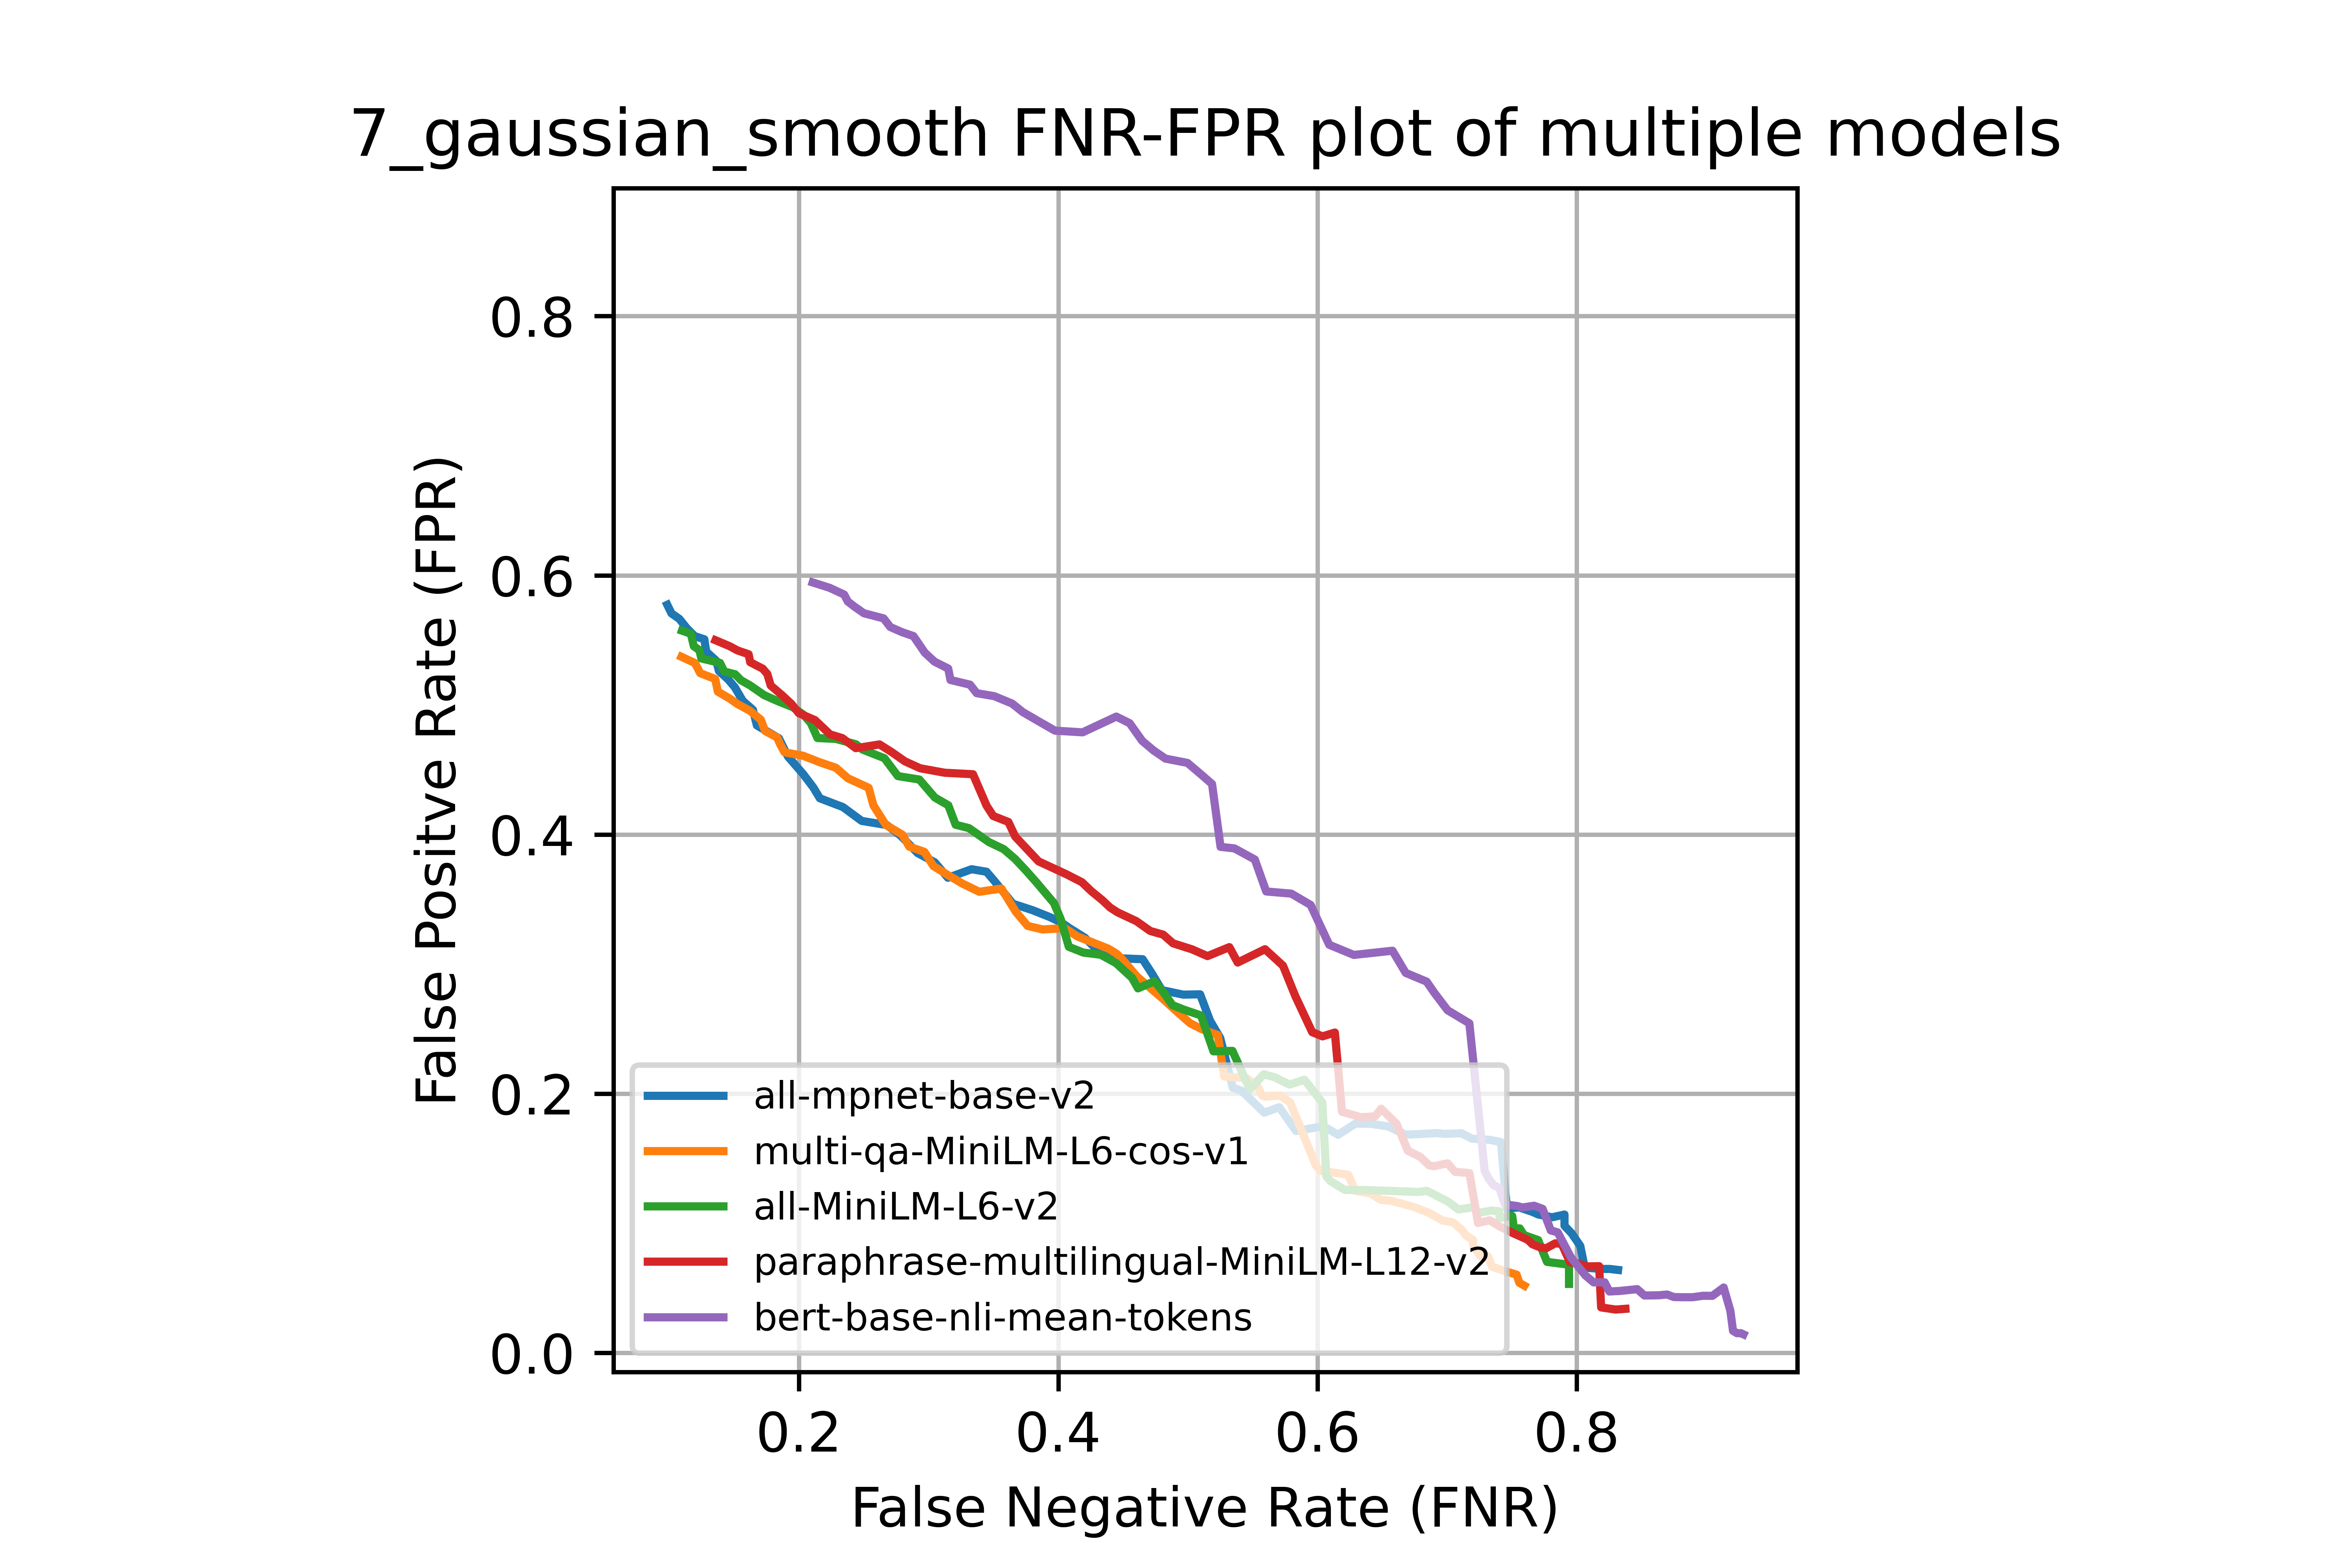 7_gaussian_smooth FNR-FPR plot of multiple models
False Positve Rate (FPR)
0.8
0.6
0.4
0.2
0.0
all-mpnet-base-v2
multi-qa-MiniLM-L6-cos-v1
all-MiniLM-L6-v2
paraphrase-multilingual-MiniLM-L12-v2
bert-base-nli-mean-tokens
0.2 0.4 0.6 0.8
False Negative Rate (FNR)